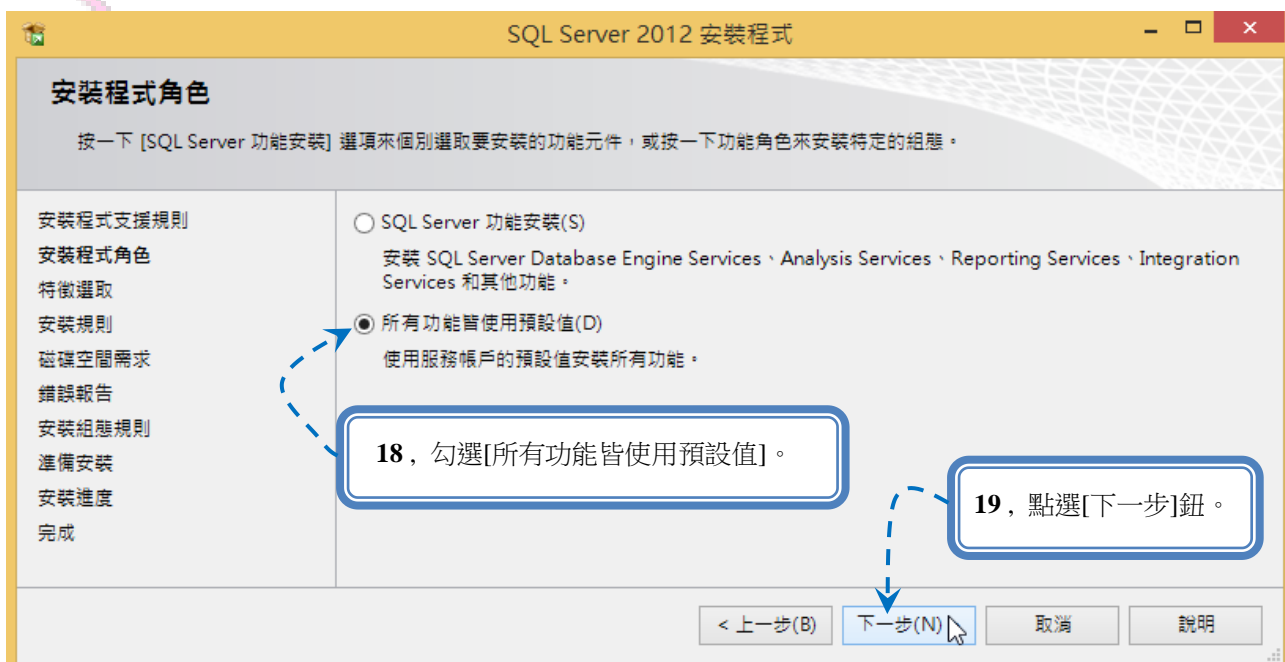 SQL Server 2012 安裝程式
安裝程式角色
按一下 [SQL Server 功能安裝] 選項來個別選取要安裝的功能元件，或按一下功能角色來安裝特定的組態。
安裝程式支援規則
安裝程式角色
特徵選取
安裝規則
磁碟空間需求
錯誤報告
安裝組態規則
準備安裝
安裝進度
完成
SQL Server 功能安裝(S)
安裝 SQL Server Database Engine Services、Analysis Services、Reporting Services、Integration
Services 和其他功能。
所有功能皆使用預設值(D)
使用服務帳戶的預設值安裝所有功能。
18 , 勾選[所有功能皆使用預設值]。
19 , 點選[下一步]鈕。
< 上一步(B)
下一步(N)
取消
說明